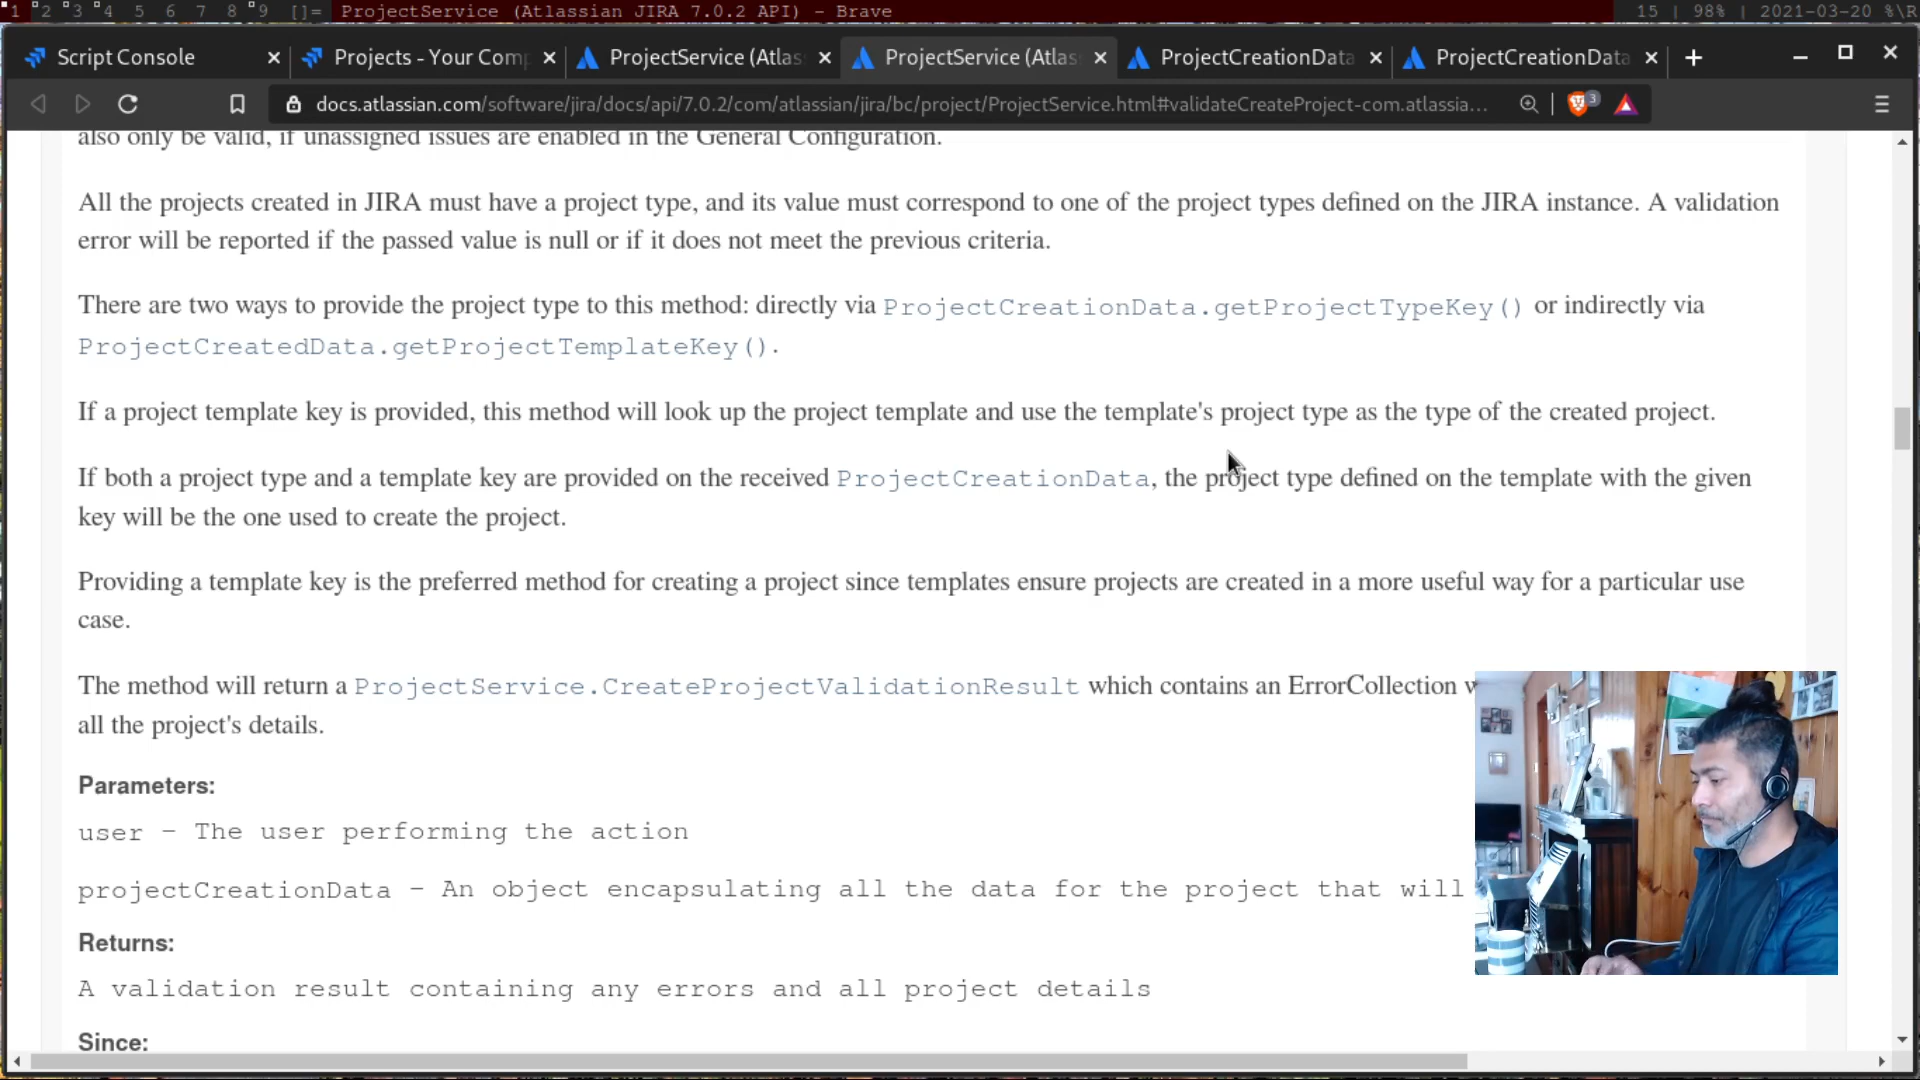 1 2 3 4 5 6 7 8 9 []= ProjectService (Atlassian JIRA 7.0.2 API) - Brave 15 | 98% | 2021-03-20 %\R
Script Console Projects - Your Comp ProjectService (Atlas ProjectService (Atlas ProjectCreationData ProjectCreationData
docs.atlassian.com/software/jira/docs/api/7.0.2/com/atlassian/jira/bc/project/ProjectService.html#validateCreateProject-com.atlassia... 3
also only be valid, if unassigned issues are enabled in the General Configuration.
All the projects created in JIRA must have a project type, and its value must correspond to one of the project types defined on the JIRA instance. A validation
error will be reported if the passed value is null or if it does not meet the previous criteria.
There are two ways to provide the project type to this method: directly via ProjectCreationData.getProjectTypeKey() or indirectly via
ProjectCreatedData.getProjectTemplateKey().
If a project template key is provided, this method will look up the project template and use the template's project type as the type of the created project.
If both a project type and a template key are provided on the received ProjectCreationData, the project type defined on the template with the given
key will be the one used to create the project.
Providing a template key is the preferred method for creating a project since templates ensure projects are created in a more useful way for a particular use
case.
The method will return a ProjectService.CreateProjectValidationResult which contains an ErrorCollection w
all the project's details.
Parameters:
user - The user performing the action
projectCreationData - An object encapsulating all the data for the project that will
Returns:
A validation result containing any errors and all project details
Since: